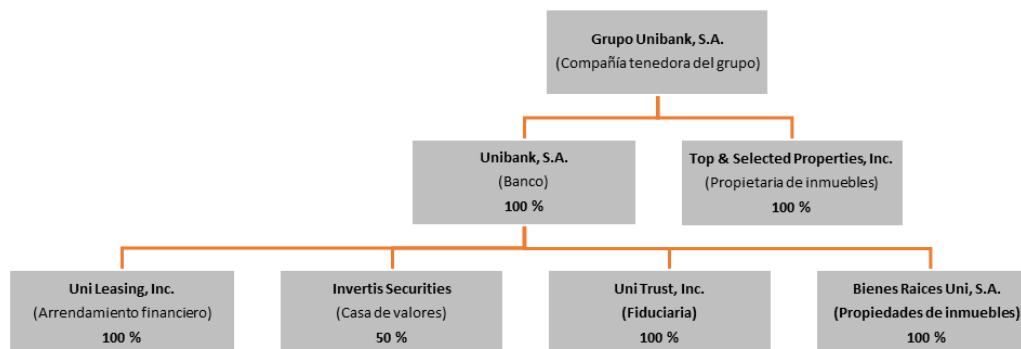 Grupo Unibank, S.A.
(Compañía tenedora del grupo)
Unibank, S.A.
(Banco)
100 %
Top & Selected Properties, Inc.
(Propietaria de inmuebles)
100 %
Uni Leasing, Inc.
(Arrendamiento financiero)
100 %
Invertis Securities
(Casa de valores)
50 %
Uni Trust, Inc.
(Fiduciaria)
100 %
Bienes Raices Uni, S.A.
(Propiedades de inmuebles)
100 %